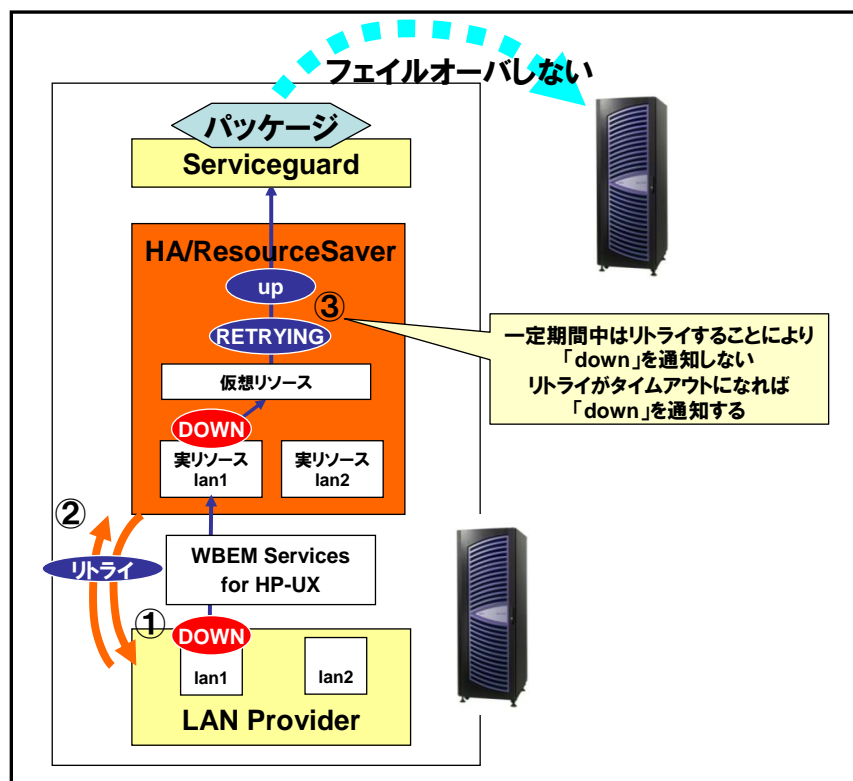 フェイルオーバしない
パッケージ
Serviceguard
HA/ResourceSaver
up
③
RETRYING
一定期間中はリトライすることにより
「down」を通知しない
リトライがタイムアウトになれば
「down」を通知する
仮想リソース
DOWN
実リソース
lan1
実リソース
lan2
②
リトライ
WBEM Services
for HP-UX
①
DOWN
lan1
lan2
LAN Provider